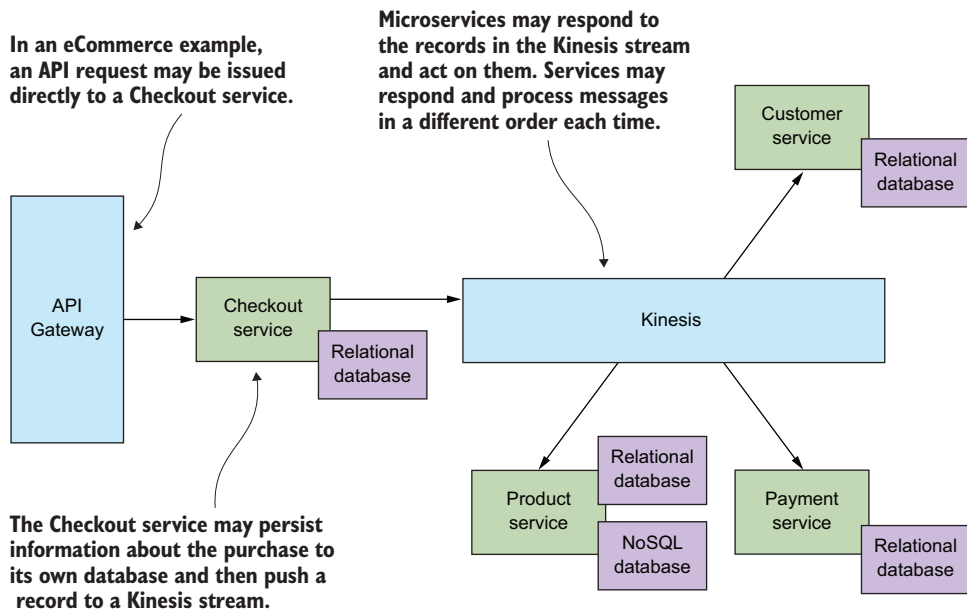 In an eCommerce example,
an API request may be issued
directly to a Checkout service.
Microservices may respond to
the records in the Kinesis stream
and act on them. Services may
respond and process messages
in a different order each time.
Customer
service
Relational
database
API
Gateway
Checkout
service
Relational
database
Kinesis
Product
service
Relational
database
NoSQL
database
Payment
service
Relational
database
The Checkout service may persist
information about the purchase to
its own database and then push a
record to a Kinesis stream.